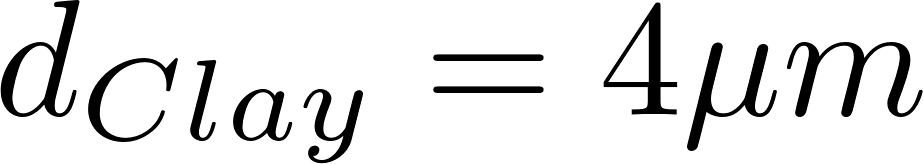 d_{Clay} = 4μm